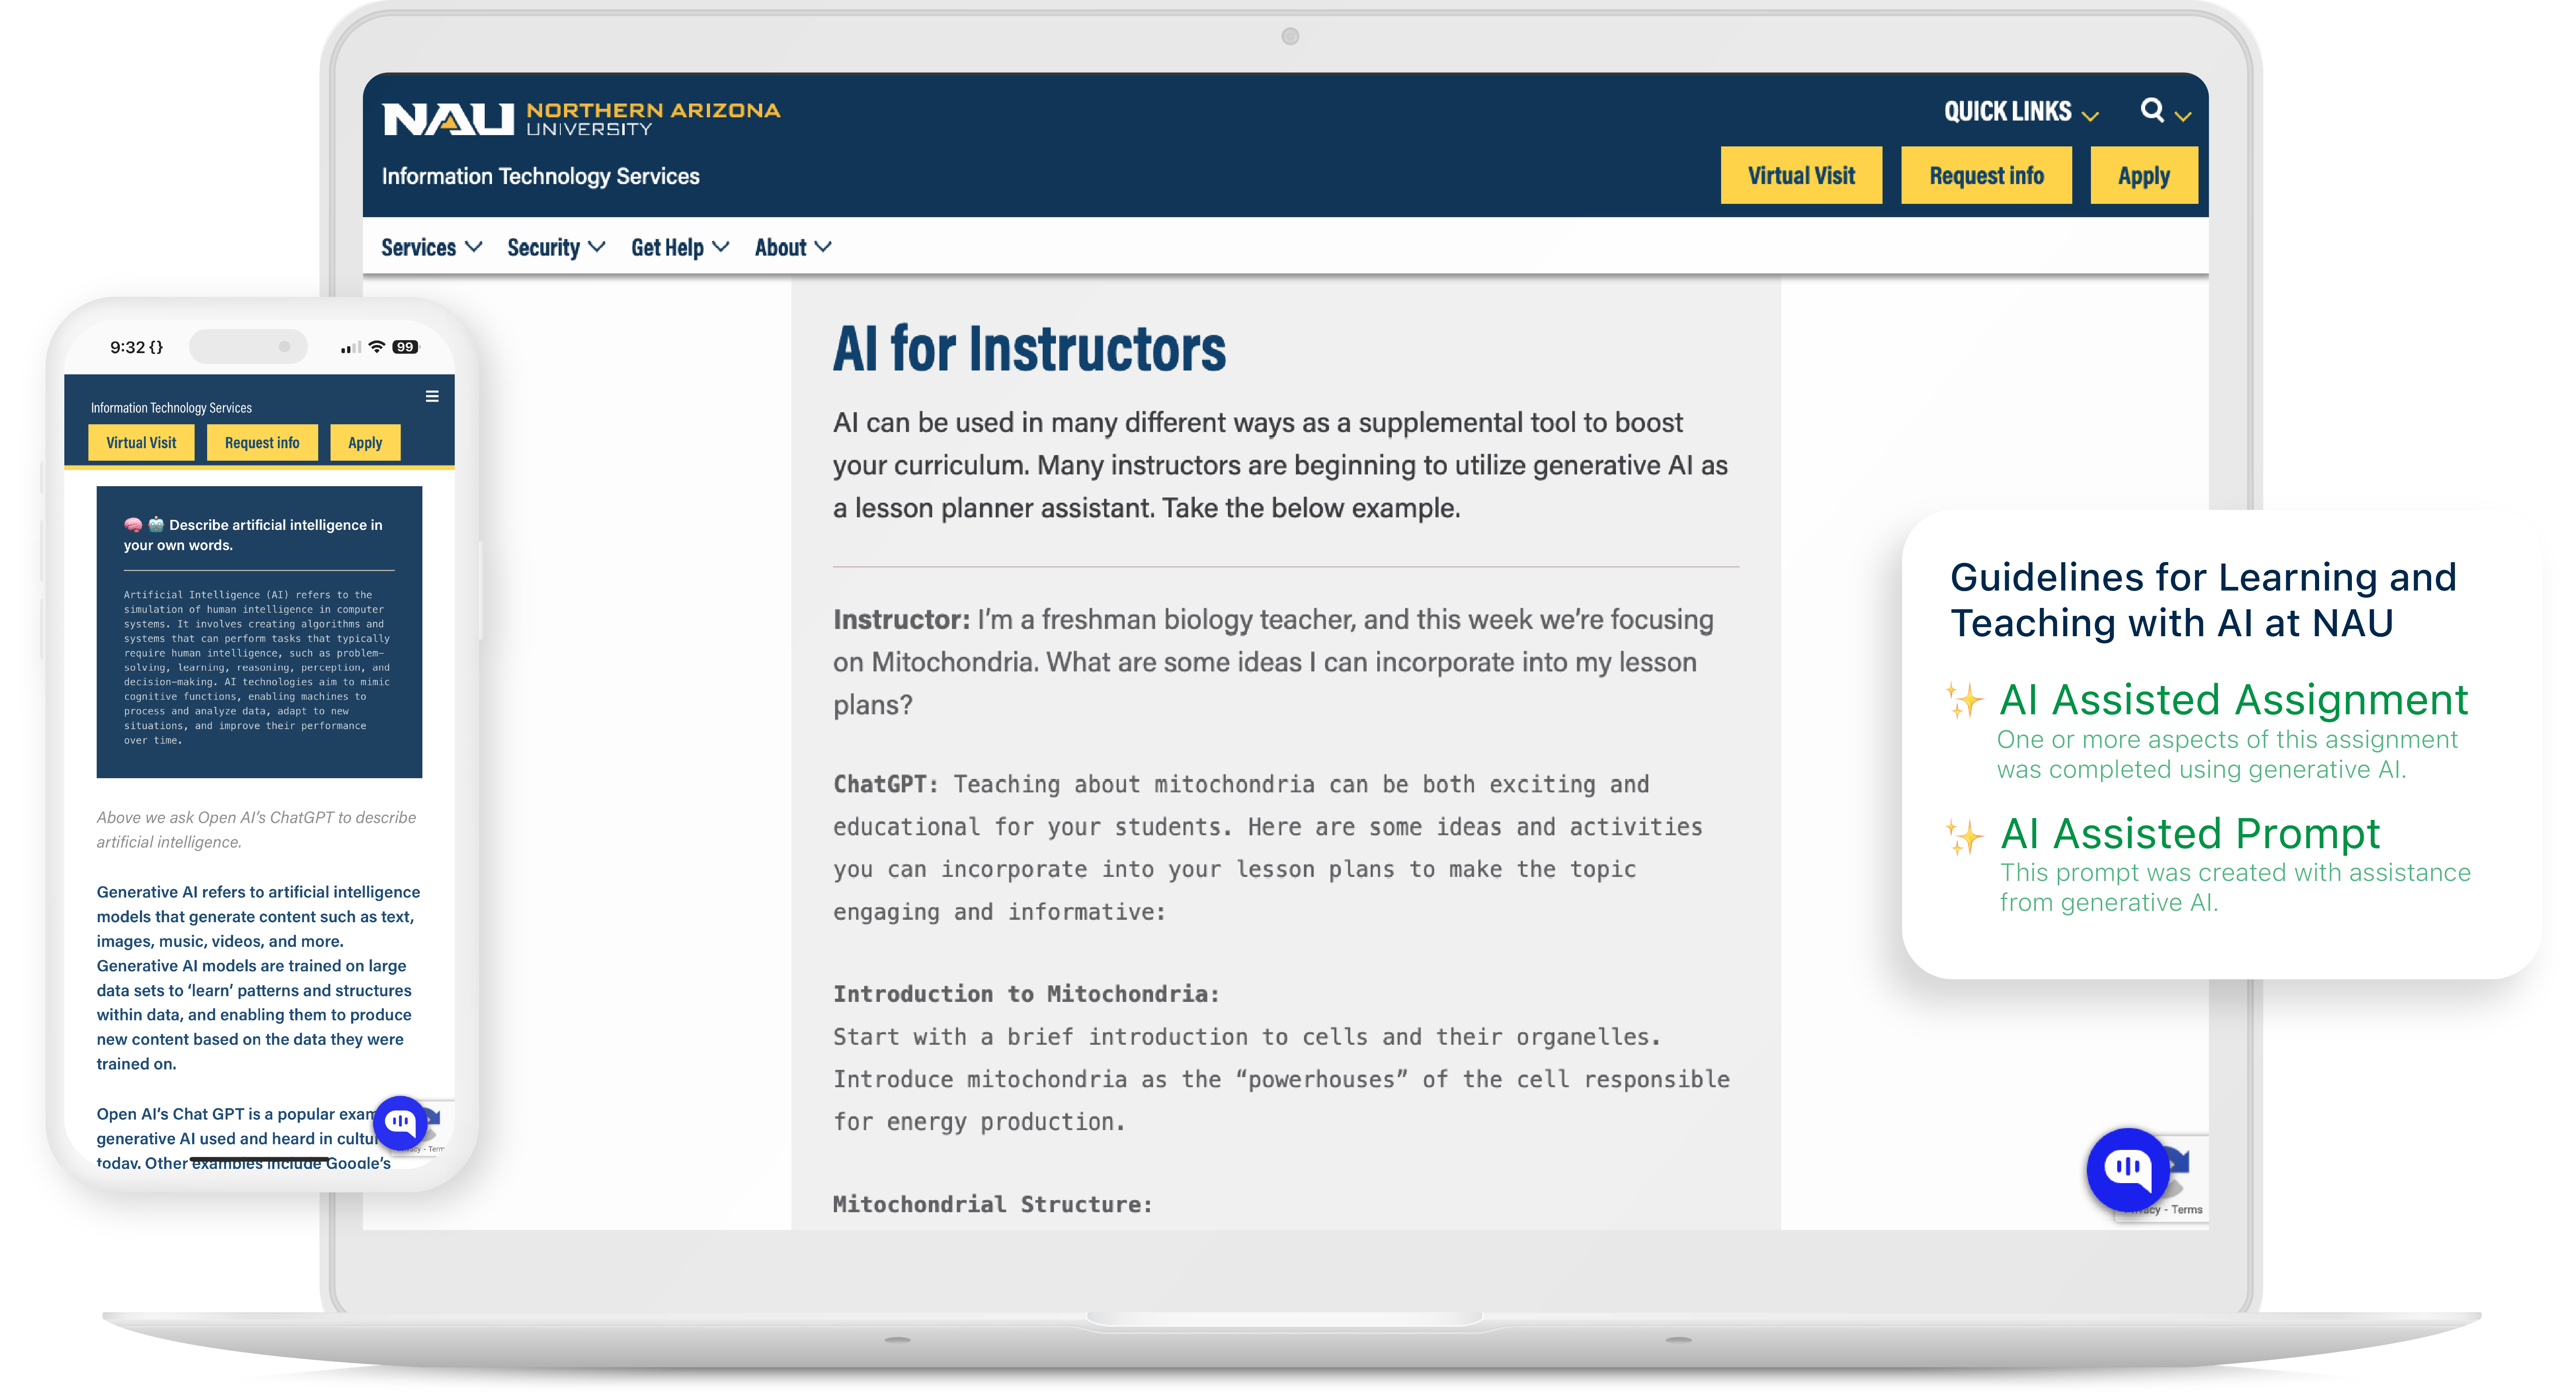 NAU NORTHERN ARIZONA
UNIVERSITY
Information Technology Services
QUICK LINKS
Virtual Visit
Request info
Apply
Services
Security
Get Help
About
AI for Instructors
AI can be used in many different ways as a supplemental tool to boost
your curriculum. Many instructors are beginning to utilize generative AI as
a lesson planner assistant. Take the below example.
Instructor: I'm a freshman biology teacher, and this week we're focusing
on Mitochondria. What are some ideas I can incorporate into my lesson
plans?
ChatGPT: Teaching about mitochondria can be both exciting and
educational for your students. Here are some ideas and activities
you can incorporate into your lesson plans to make the topic
engaging and informative:
Introduction to Mitochondria:
Start with a brief introduction to cells and their organelles.
Introduce mitochondria as the “powerhouses” of the cell responsible
for energy production.
Mitochondrial Structure:
- Terms
9:32 {}
99
Information Technology Services
Virtual Visit
Request info
Apply
🧠 🤖 Describe artificial intelligence in
your own words.
Artificial Intelligence (AI) refers to the
simulation of human intelligence in computer
systems. It involves creating algorithms and
systems that can perform tasks that typically
require human intelligence, such as problem-
solving, learning, reasoning, perception, and
decision-making. AI technologies aim to mimic
cognitive functions, enabling machines to
process and analyze data, adapt to new
situations, and improve their performance
over time.
Above we ask Open AI's ChatGPT to describe
artificial intelligence.
Generative AI refers to artificial intelligence
models that generate content such as text,
images, music, videos, and more.
Generative AI models are trained on large
data sets to ‘learn’ patterns and structures
within data, and enabling them to produce
new content based on the data they were
trained on.
Open AI's Chat GPT is a popular exam
generative AI used and heard in cultu
today. Other examples include Google's
Guidelines for Learning and
Teaching with AI at NAU
✨ AI Assisted Assignment
One or more aspects of this assignment
was completed using generative AI.
✨ AI Assisted Prompt
This prompt was created with assistance
from generative AI.